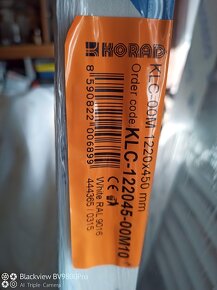 KORAD
KLC-00M 1220x450 mm
Order code:
KLC-122045-00M10
8 590822 006899
CE
White RAL 9016
444365 0315
Blackview BV9800Pro
AI Triple Camera